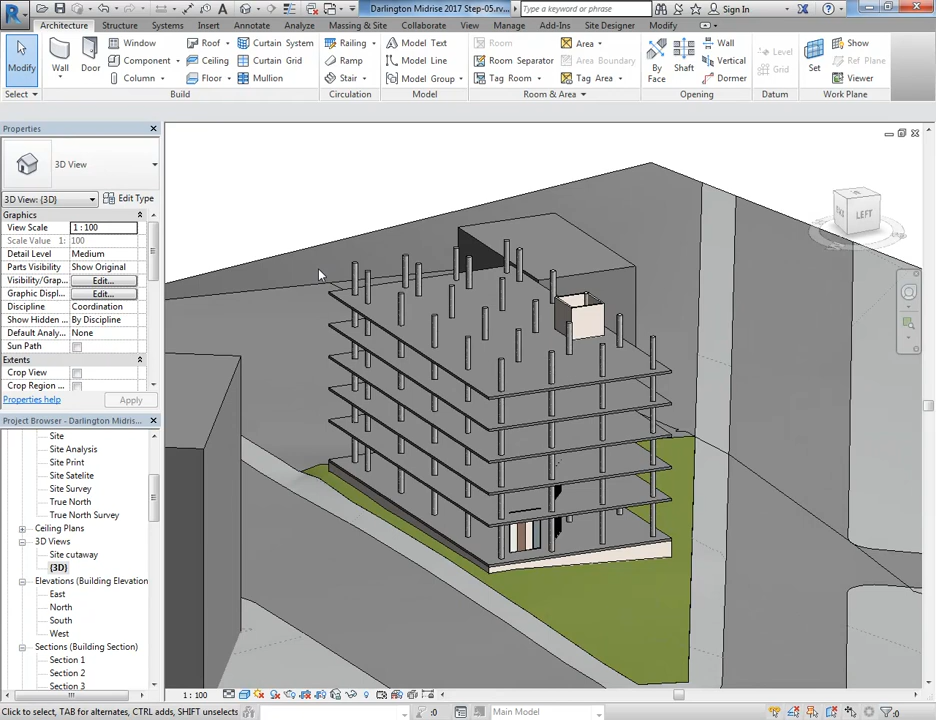 Darlington Midrise 2017 Step-05.rv...
Type a keyword or phrase
Sign In
Architecture Structure Systems Insert Annotate Analyze Massing & Site Collaborate View Manage Add-Ins Site Designer Modify
Modify
Wall
Door
Window
Component
Column
Roof
Ceiling
Floor
Curtain System
Curtain Grid
Mullion
Railing
Ramp
Stair
Model Text
Model Line
Model Group
Room
Room Separator
Tag Room
Area
Area Boundary
Tag Area
By Face
Shaft
Wall
Vertical
Dormer
Level
Grid
Set
Show
Ref Plane
Viewer
Select
Build
Circulation
Model
Room & Area
Opening
Datum
Work Plane
Properties
3D View
3D View: {3D}
Edit Type
Graphics
View Scale 1 : 100
Scale Value 1: 100
Detail Level Medium
Parts Visibility Show Original
Visibility/Grap... Edit...
Graphic Displ... Edit...
Discipline Coordination
Show Hidden ... By Discipline
Default Analy... None
Sun Path
Extents
Crop View
Crop Region ...
Properties help
Apply
Project Browser - Darlington Midris...
Site
Site Analysis
Site Print
Site Satelite
Site Survey
True North
True North Survey
Ceiling Plans
3D Views
Site cutaway
{3D}
Elevations (Building Elevation
East
North
South
West
Sections (Building Section)
Section 1
Section 2
Section 3
LEFT
1 : 100
Click to select, TAB for alternates, CTRL adds, SHIFT unselects
:0
Main Model
:0